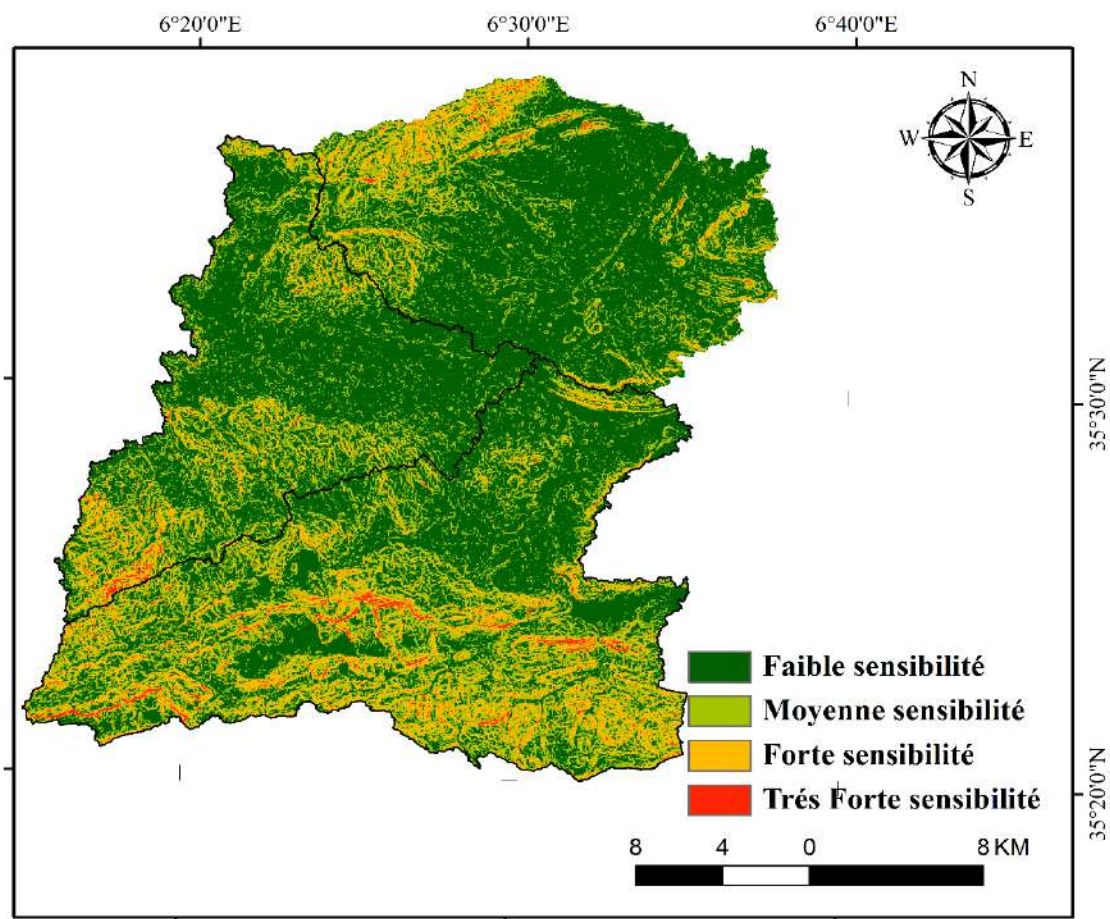 6°20'0"E
6°30'0"E
6°40'0"E
N
W
E
S
35°30'0"N
Faible sensibilité
Moyenne sensibilité
Forte sensibilité
Trés Forte sensibilité
35°20'0"N
8 4 0 8 KM